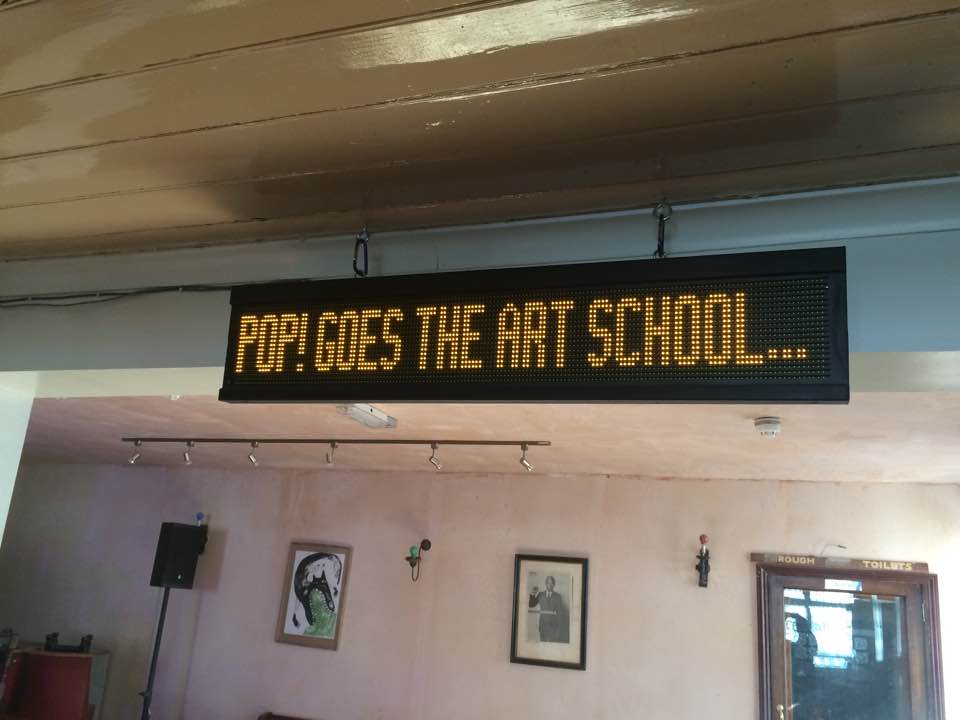 POP! GOES THE ART SCHOOL...
ROUGH TOILETS